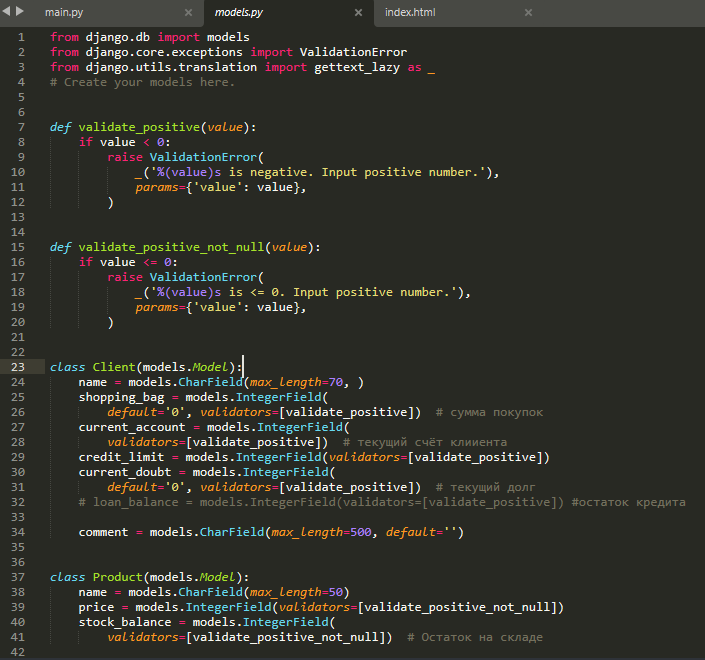 main.py models.py index.html
1 from django.db import models
2 from django.core.exceptions import ValidationError
3 from django.utils.translation import gettext_lazy as _
4 # Create your models here.
5
6
7 def validate_positive(value):
8     if value < 0:
9         raise ValidationError(
10             _('%(value)s is negative. Input positive number.'),
11             params={'value': value},
12         )
13
14
15 def validate_positive_not_null(value):
16     if value <= 0:
17         raise ValidationError(
18             _('%(value)s is <= 0. Input positive number.'),
19             params={'value': value},
20         )
21
22
23 class Client(models.Model):
24     name = models.CharField(max_length=70, )
25     shopping_bag = models.IntegerField(
26         default='0', validators=[validate_positive])  # сумма покупок
27     current_account = models.IntegerField(
28         validators=[validate_positive])  # текущий счёт клииента
29     credit_limit = models.IntegerField(validators=[validate_positive])
30     current_doubt = models.IntegerField(
31         default='0', validators=[validate_positive])  # текущий долг
32     # loan_balance = models.IntegerField(validators=[validate_positive]) #остаток кредита
33
34     comment = models.CharField(max_length=500, default='')
35
36
37 class Product(models.Model):
38     name = models.CharField(max_length=50)
39     price = models.IntegerField(validators=[validate_positive_not_null])
40     stock_balance = models.IntegerField(
41         validators=[validate_positive_not_null])  # Остаток на складе
42